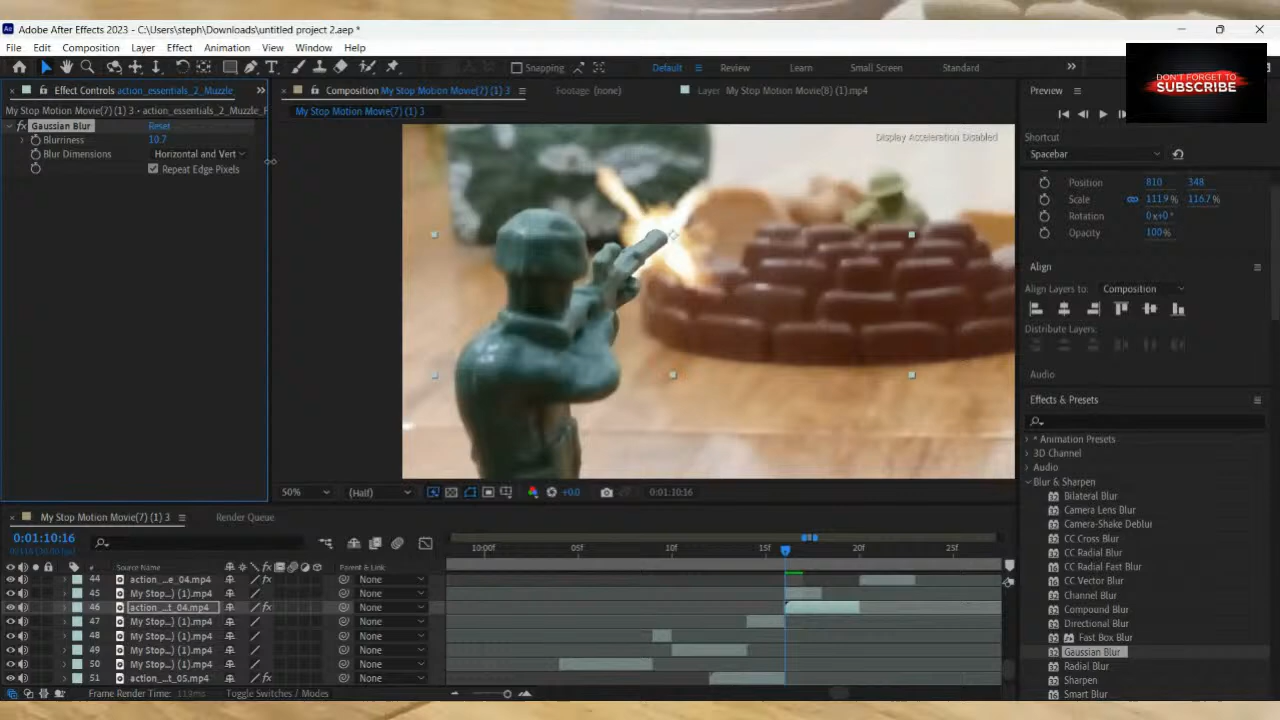 Adobe After Effects 2023 - C:\Users\steph\Downloads\untitled project 2.aep *
File Edit Composition Layer Effect Animation View Window Help
Snapping Default Review Learn Small Screen Standard
DON'T FORGET TO
SUBSCRIBE
Effect Controls action_essentials_2_Muzzle_
Composition My Stop Motion Movie(7) (1) 3
Footage (none)
Layer My Stop Motion Movie(8) (1).mp4
Preview
My Stop Motion Movie(7) (1) 3 • action_essentials_2_Muzzle_F
My Stop Motion Movie(7) (1) 3
fx Gaussian Blur Reset
Blurriness 10.7
Blur Dimensions Horizontal and Vert
Repeat Edge Pixels
Display Acceleration Disabled
Shortcut
Spacebar
Position 810 348
Scale 111.9 % 116.7 %
Rotation 0x+0°
Opacity 100%
Align
Align Layers to: Composition
Distribute Layers:
Audio
Effects & Presets
* Animation Presets
3D Channel
Audio
Blur & Sharpen
Bilateral Blur
Camera Lens Blur
Camera-Shake Deblur
CC Cross Blur
CC Radial Blur
CC Radial Fast Blur
CC Vector Blur
Channel Blur
Compound Blur
Directional Blur
Fast Box Blur
Gaussian Blur
Radial Blur
Sharpen
Smart Blur
50% (Half) +0.0 0:01:10:16
My Stop Motion Movie(7) (1) 3 Render Queue
0:01:10:16
10:00f 05f 10f 15f 20f 25f
# Source Name Parent & Link
44 action_...e_04.mp4 fx None
45 My Stop...) (1).mp4 None
46 action_...t_04.mp4 fx None
47 My Stop...) (1).mp4 None
48 My Stop...) (1).mp4 None
49 My Stop...) (1).mp4 None
50 My Stop...) (1).mp4 None
51 action_...t_05.mp4 fx None
Frame Render Time: 119ms Toggle Switches / Modes